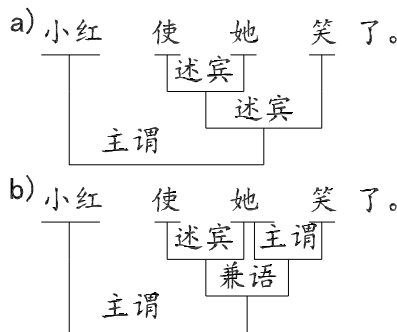 a) 小红 使 她 笑 了。
述宾
述宾
主谓
b) 小红 使 她 笑 了。
述宾 主谓
兼语
主谓